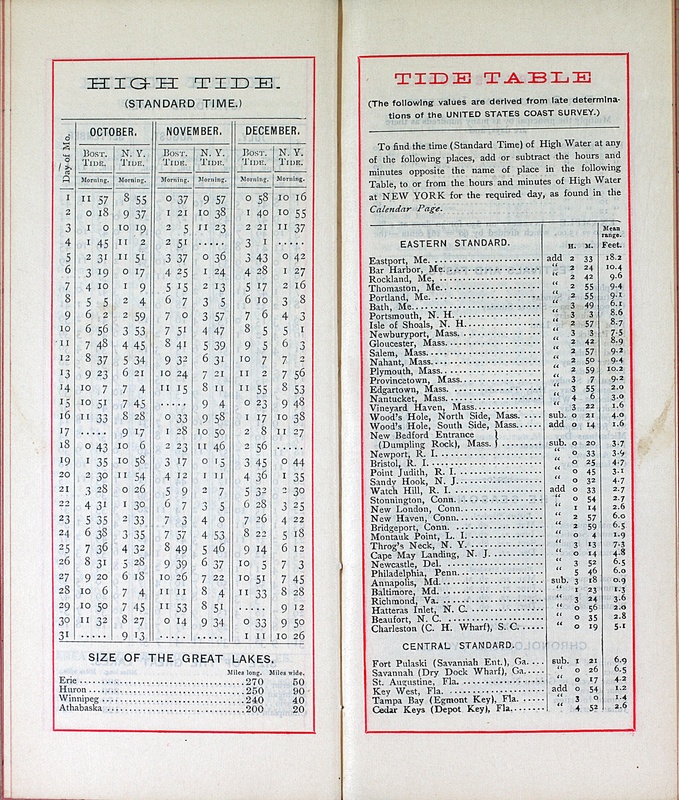 HIGH TIDE.
(STANDARD TIME.)
Day of Mo. OCTOBER. NOVEMBER. DECEMBER.
BOST. TIDE. N. Y. TIDE. BOST. TIDE. N. Y. TIDE. BOST. TIDE. N. Y. TIDE.
Morning. Morning. Morning. Morning. Morning. Morning.
1 11 57 8 55 0 37 9 57 0 58 10 16
2 0 18 9 37 1 21 10 38 1 40 10 55
3 1 0 10 19 2 5 11 23 2 21 11 37
4 1 45 11 2 2 51 ..... 3 1 .....
5 2 31 11 51 3 37 0 36 3 43 0 42
6 3 19 0 17 4 25 1 24 4 28 1 27
7 4 10 1 9 5 15 2 13 5 17 2 16
8 5 5 2 4 6 7 3 5 6 10 3 8
9 6 2 2 59 7 0 3 57 7 6 4 3
10 6 56 3 53 7 51 4 47 8 5 5 1
11 7 48 4 45 8 41 5 39 9 5 6 3
12 8 37 5 34 9 32 6 31 10 7 7 2
13 9 23 6 21 10 24 7 21 11 2 7 56
14 10 7 7 4 11 15 8 11 11 55 8 53
15 10 51 7 45 ..... 9 4 0 23 9 48
16 11 33 8 28 0 33 9 58 1 17 10 38
17 ..... 9 17 1 28 10 50 2 8 11 27
18 0 43 10 6 2 23 11 46 2 56 .....
19 1 35 10 58 3 17 0 15 3 45 0 44
20 2 30 11 54 4 12 1 11 4 36 1 35
21 3 28 0 26 5 9 2 7 5 32 2 30
22 4 31 1 30 6 7 3 5 6 28 3 25
23 5 35 2 33 7 3 4 0 7 26 4 22
24 6 38 3 35 7 57 4 53 8 22 5 18
25 7 36 4 32 8 49 5 46 9 14 6 12
26 8 31 5 28 9 39 6 37 10 5 7 3
27 9 20 6 18 10 26 7 22 10 51 7 45
28 10 6 7 4 11 11 8 4 11 33 8 28
29 10 50 7 45 11 53 8 51 ..... 9 12
30 11 32 8 27 0 14 9 34 0 33 9 50
31 ..... 9 13 ..... ..... 1 11 10 26
SIZE OF THE GREAT LAKES.
Miles long. Miles wide.
Erie 270 50
Huron 250 90
Winnipeg 240 40
Athabaska 200 20
TIDE TABLE
(The following values are derived from late determina-
tions of the UNITED STATES COAST SURVEY.)
To find the time (Standard Time) of High Water at any
of the following places, add or subtract the hours and
minutes opposite the name of place in the following
Table, to or from the hours and minutes of High Water
at NEW YORK for the required day, as found in the
Calendar Page.
EASTERN STANDARD. H. M. Mean range. Feet.
Eastport, Me. add 2 33 18.2
Bar Harbor, Me. " 2 24 10.4
Rockland, Me. " 2 42 9.6
Thomaston, Me. " 2 55 9.4
Portland, Me. " 2 55 9.1
Bath, Me. " 3 49 6.1
Portsmouth, N. H. " 3 3 8.6
Isle of Shoals, N. H. " 2 57 8.7
Newburyport, Mass. " 3 3 7.5
Gloucester, Mass. " 2 42 8.9
Salem, Mass. " 2 57 9.2
Nahant, Mass. " 2 50 9.4
Plymouth, Mass. " 2 59 10.2
Provincetown, Mass. " 3 7 9.2
Edgartown, Mass. " 3 55 2.0
Nantucket, Mass. " 4 6 3.0
Vineyard Haven, Mass. " 3 22 1.6
Wood's Hole, North Side, Mass. sub. 0 21 4.0
Wood's Hole, South Side, Mass. add 0 14 1.6
New Bedford Entrance
(Dumpling Rock), Mass. } sub. 0 20 3.7
Newport, R. I. " 0 33 3.9
Bristol, R. I. " 0 25 4.7
Point Judith, R. I. " 0 45 3.1
Sandy Hook, N. J. " 0 32 4.7
Watch Hill, R. I. add 0 33 2.7
Stonnington, Conn. " 0 54 2.7
New London, Conn. " 1 14 2.6
New Haven, Conn. " 2 57 6.0
Bridgeport, Conn. " 2 59 6.5
Montauk Point, L. I. " 0 4 1.9
Throg's Neck, N. Y. " 3 13 7.3
Cape May Landing, N. J. " 0 14 4.8
Newcastle, Del. " 3 52 6.5
Philadelphia, Penn. " 5 46 6.0
Annapolis, Md. sub. 3 18 0.9
Baltimore, Md. " 1 23 1.3
Richmond, Va. " 3 24 3.6
Hatteras Inlet, N. C. " 0 56 2.0
Beaufort, N. C. " 0 35 2.8
Charleston (C. H. Wharf), S. C. " 0 19 5.1
CENTRAL STANDARD.
Fort Pulaski (Savannah Ent.), Ga. sub. 1 21 6.9
Savannah (Dry Dock Wharf), Ga. " 0 26 6.5
St. Augustine, Fla. " 0 17 4.2
Key West, Fla. add 0 54 1.2
Tampa Bay (Egmont Key), Fla. " 3 0 1.4
Cedar Keys (Depot Key), Fla. " 4 52 2.6